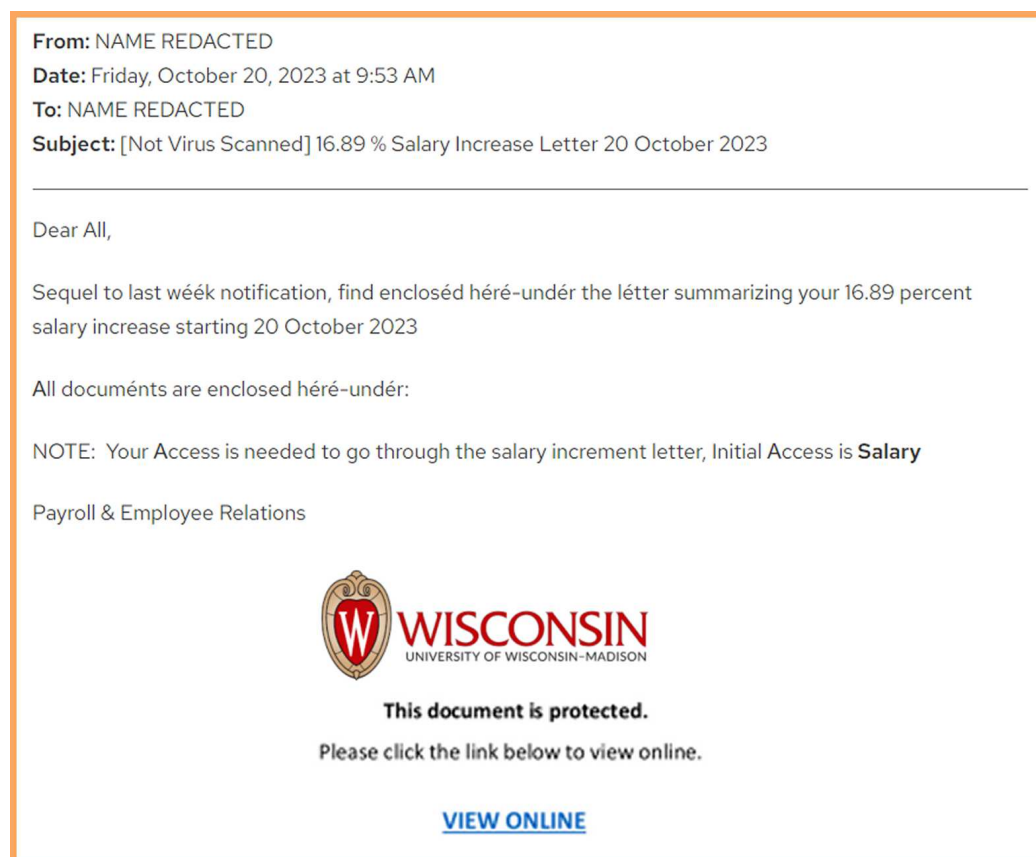 From: NAME REDACTED
Date: Friday, October 20, 2023 at 9:53 AM
To: NAME REDACTED
Subject: [Not Virus Scanned] 16.89 % Salary Increase Letter 20 October 2023
Dear All,
Sequel to last wéék notification, find encloséd héré-undér the létter summarizing your 16.89 percent
salary increase starting 20 October 2023
All documénts are enclosed héré-undér:
NOTE: Your Access is needed to go through the salary increment letter, Initial Access is Salary
Payroll & Employee Relations
W WISCONSIN
UNIVERSITY OF WISCONSIN–MADISON
This document is protected.
Please click the link below to view online.
VIEW ONLINE